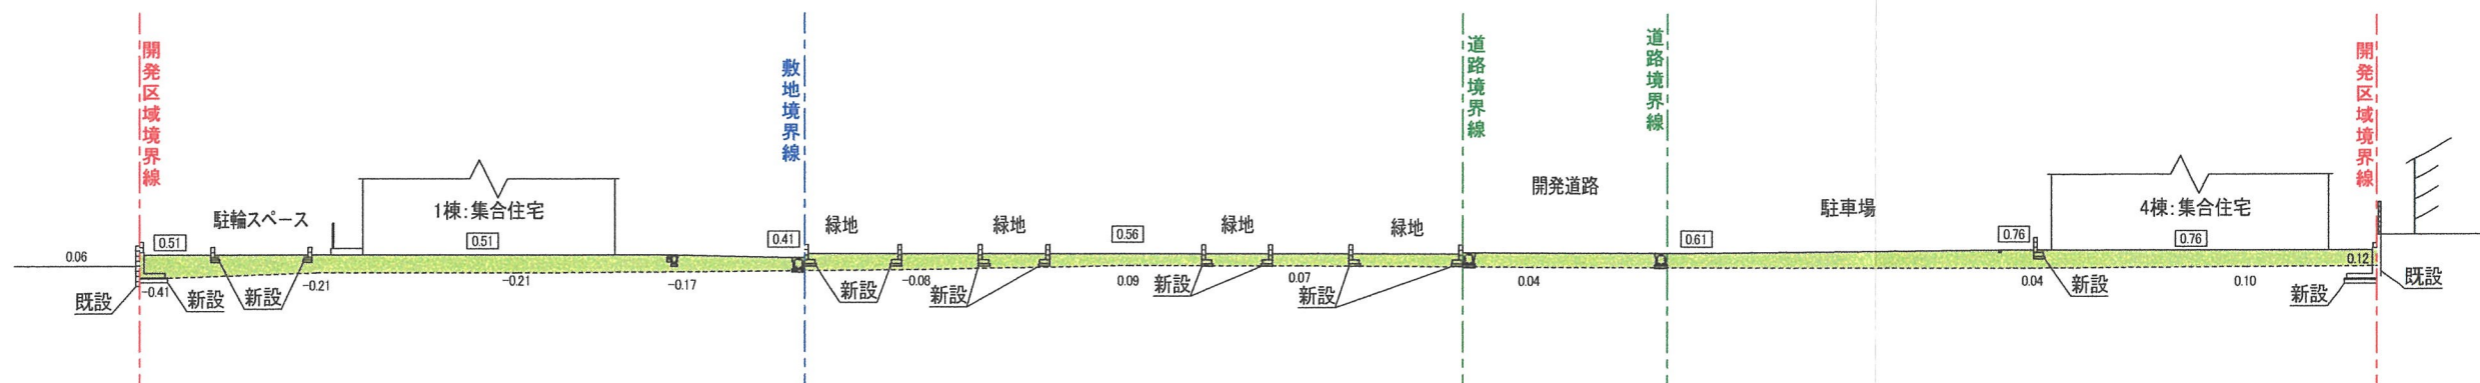 開発区域境界線
敷地境界線
道路境界線
道路境界線
開発区域境界線
駐輪スペース
1棟:集合住宅
緑地
緑地
緑地
緑地
開発道路
駐車場
4棟:集合住宅
0.06
0.51
0.51
0.41
0.56
0.61
0.76
0.76
0.12
-0.41
-0.21
-0.21
-0.17
-0.08
0.09
0.07
0.04
0.04
0.10
既設
新設
新設
新設
新設
新設
新設
新設
新設
既設